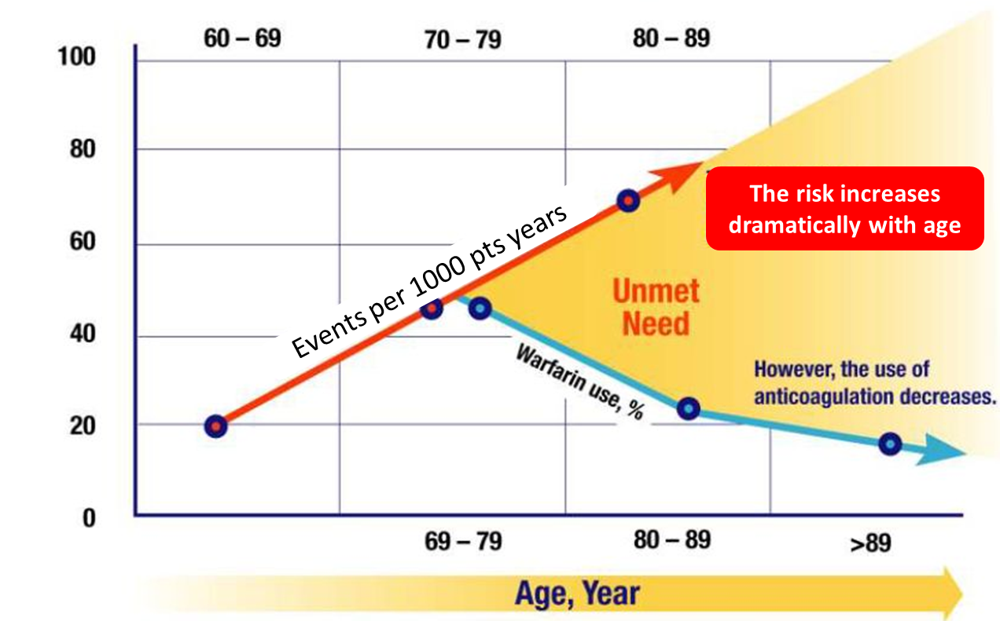 60 – 69
70 – 79
80 – 89
100
80
60
40
20
0
Events per 1000 pts years
The risk increases
dramatically with age
Unmet
Need
Warfarin use, %
However, the use of
anticoagulation decreases.
69 – 79
80 – 89
>89
Age, Year